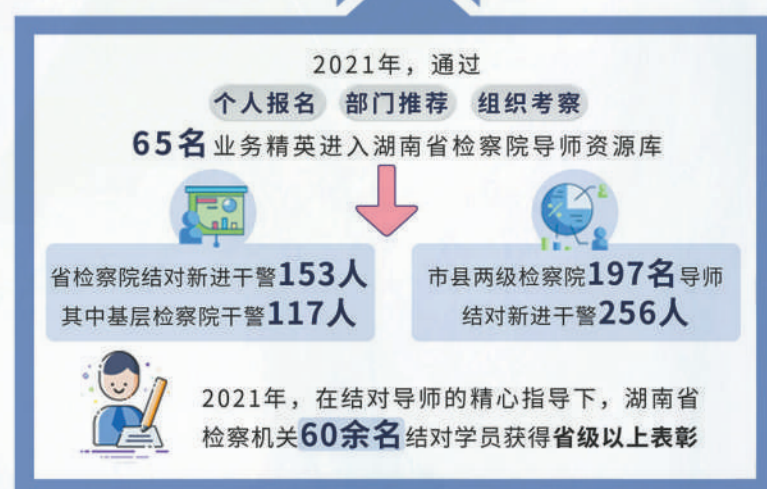 2021年，通过
个人报名 部门推荐 组织考察
65名业务精英进入湖南省检察院导师资源库
省检察院结对新进干警153人
其中基层检察院干警117人
市县两级检察院197名导师
结对新进干警256人
2021年，在结对导师的精心指导下，湖南省
检察机关60余名结对学员获得省级以上表彰